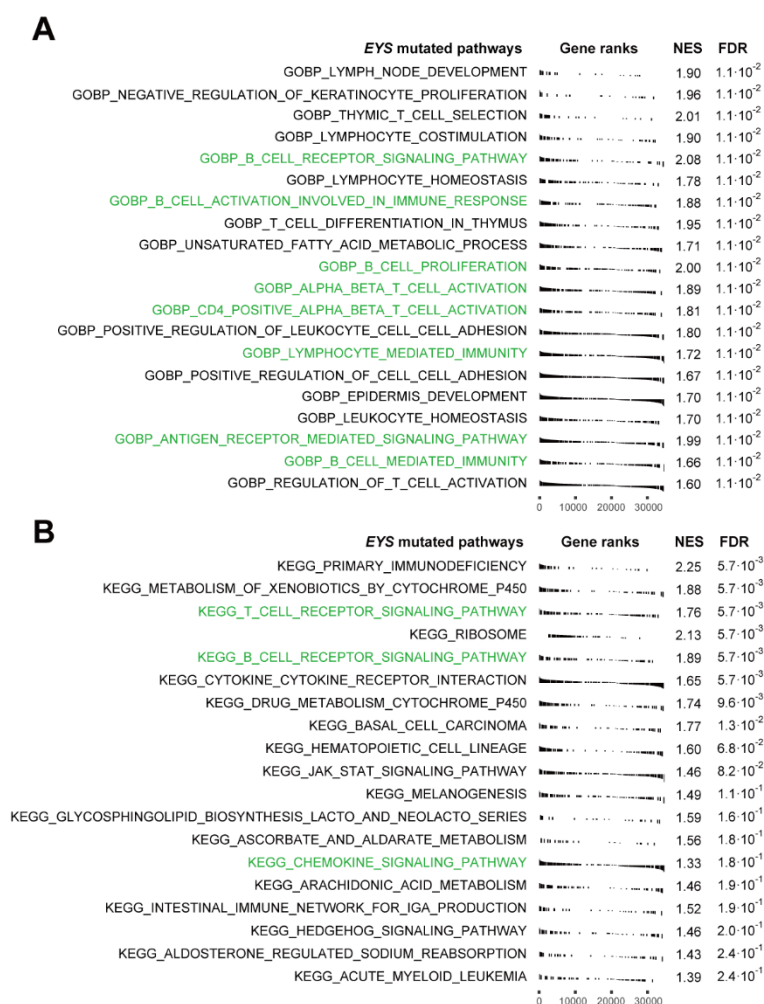 A
EYS mutated pathways Gene ranks NES FDR
GOBP_LYMPH_NODE_DEVELOPMENT 1.90 1.1·10⁻²
GOBP_NEGATIVE_REGULATION_OF_KERATINOCYTE_PROLIFERATION 1.96 1.1·10⁻²
GOBP_THYMIC_T_CELL_SELECTION 2.01 1.1·10⁻²
GOBP_LYMPHOCYTE_COSTIMULATION 1.90 1.1·10⁻²
GOBP_B_CELL_RECEPTOR_SIGNALING_PATHWAY 2.08 1.1·10⁻²
GOBP_LYMPHOCYTE_HOMEOSTASIS 1.78 1.1·10⁻²
GOBP_B_CELL_ACTIVATION_INVOLVED_IN_IMMUNE_RESPONSE 1.88 1.1·10⁻²
GOBP_T_CELL_DIFFERENTIATION_IN_THYMUS 1.95 1.1·10⁻²
GOBP_UNSATURATED_FATTY_ACID_METABOLIC_PROCESS 1.71 1.1·10⁻²
GOBP_B_CELL_PROLIFERATION 2.00 1.1·10⁻²
GOBP_ALPHA_BETA_T_CELL_ACTIVATION 1.89 1.1·10⁻²
GOBP_CD4_POSITIVE_ALPHA_BETA_T_CELL_ACTIVATION 1.81 1.1·10⁻²
GOBP_POSITIVE_REGULATION_OF_LEUKOCYTE_CELL_CELL_ADHESION 1.80 1.1·10⁻²
GOBP_LYMPHOCYTE_MEDIATED_IMMUNITY 1.72 1.1·10⁻²
GOBP_POSITIVE_REGULATION_OF_CELL_CELL_ADHESION 1.67 1.1·10⁻²
GOBP_EPIDERMIS_DEVELOPMENT 1.70 1.1·10⁻²
GOBP_LEUKOCYTE_HOMEOSTASIS 1.70 1.1·10⁻²
GOBP_ANTIGEN_RECEPTOR_MEDIATED_SIGNALING_PATHWAY 1.99 1.1·10⁻²
GOBP_B_CELL_MEDIATED_IMMUNITY 1.66 1.1·10⁻²
GOBP_REGULATION_OF_T_CELL_ACTIVATION 1.60 1.1·10⁻²
0 10000 20000 30000
B
EYS mutated pathways Gene ranks NES FDR
KEGG_PRIMARY_IMMUNODEFICIENCY 2.25 5.7·10⁻³
KEGG_METABOLISM_OF_XENOBIOTICS_BY_CYTOCHROME_P450 1.88 5.7·10⁻³
KEGG_T_CELL_RECEPTOR_SIGNALING_PATHWAY 1.76 5.7·10⁻³
KEGG_RIBOSOME 2.13 5.7·10⁻³
KEGG_B_CELL_RECEPTOR_SIGNALING_PATHWAY 1.89 5.7·10⁻³
KEGG_CYTOKINE_CYTOKINE_RECEPTOR_INTERACTION 1.65 5.7·10⁻³
KEGG_DRUG_METABOLISM_CYTOCHROME_P450 1.74 9.6·10⁻³
KEGG_BASAL_CELL_CARCINOMA 1.77 1.3·10⁻²
KEGG_HEMATOPOIETIC_CELL_LINEAGE 1.60 6.8·10⁻²
KEGG_JAK_STAT_SIGNALING_PATHWAY 1.46 8.2·10⁻²
KEGG_MELANOGENESIS 1.49 1.1·10⁻¹
KEGG_GLYCOSPHINGOLIPID_BIOSYNTHESIS_LACTO_AND_NEOLACTO_SERIES 1.59 1.6·10⁻¹
KEGG_ASCORBATE_AND_ALDARATE_METABOLISM 1.56 1.8·10⁻¹
KEGG_CHEMOKINE_SIGNALING_PATHWAY 1.33 1.8·10⁻¹
KEGG_ARACHIDONIC_ACID_METABOLISM 1.46 1.9·10⁻¹
KEGG_INTESTINAL_IMMUNE_NETWORK_FOR_IGA_PRODUCTION 1.52 1.9·10⁻¹
KEGG_HEDGEHOG_SIGNALING_PATHWAY 1.46 2.0·10⁻¹
KEGG_ALDOSTERONE_REGULATED_SODIUM_REABSORPTION 1.43 2.4·10⁻¹
KEGG_ACUTE_MYELOID_LEUKEMIA 1.39 2.4·10⁻¹
0 10000 20000 30000